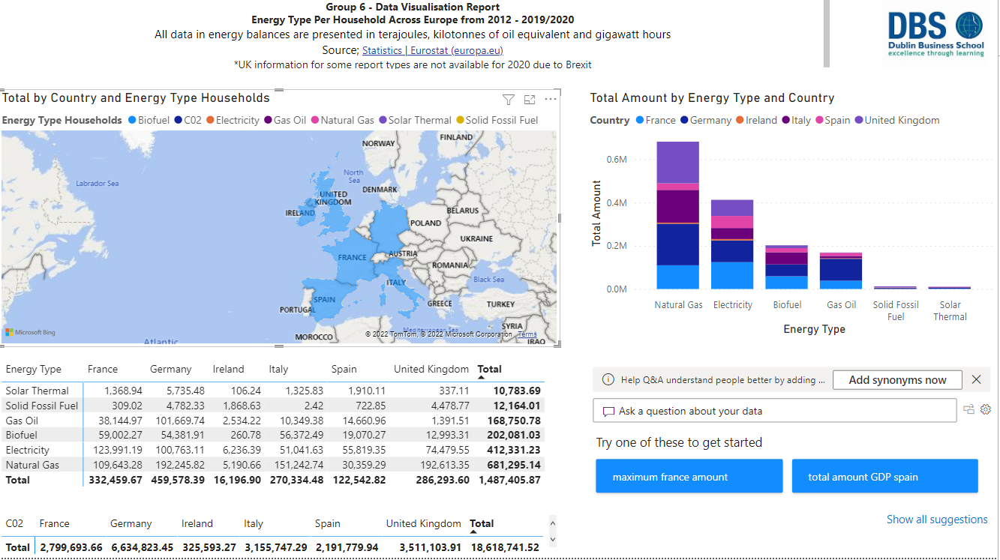 Group 6 - Data Visualisation Report
Energy Type Per Household Across Europe from 2012 - 2019/2020
All data in energy balances are presented in terajoules, kilotonnes of oil equivalent and gigawatt hours
Source; Statistics | Eurostat (europa.eu)
*UK information for some report types are not available for 2020 due to Brexit
DBS
Dublin Business School
excellence through learning
Total by Country and Energy Type Households
Energy Type Households Biofuel C02 Electricity Gas Oil Natural Gas Solar Thermal Solid Fossil Fuel
NORWAY
FINLAND
Labrador Sea
North
Sea
DENMARK
UNITED
KINGDOM
IRELAND
BELARUS
POLAND
UKRAINE
AUSTRIA
FRANCE
ROMANIA
Black Sea
ITALY
SPAIN
PORTUGAL
GREECE
TURKEY
SYRIA
Mediterranean Sea
MOROCCO
IRAQ
Atlantic
Microsoft Bing
© 2022 TomTom, © 2022 Microsoft Corporation Terms
Total Amount by Energy Type and Country
Country France Germany Ireland Italy Spain United Kingdom
Total Amount
0.6M
0.4M
0.2M
0.0M
Natural Gas Electricity Biofuel Gas Oil Solid Fossil Fuel Solar Thermal
Energy Type
Energy Type France Germany Ireland Italy Spain United Kingdom Total
Solar Thermal 1,368.94 5,735.48 106.24 1,325.83 1,910.11 337.11 10,783.69
Solid Fossil Fuel 309.02 4,782.33 1,868.63 2.42 722.85 4,478.77 12,164.01
Gas Oil 38,144.97 101,669.74 2,534.22 10,349.38 14,660.96 1,391.51 168,750.78
Biofuel 59,002.27 54,381.91 260.78 56,372.49 19,070.27 12,993.31 202,081.03
Electricity 123,991.19 100,763.11 6,236.39 51,041.63 55,819.35 74,479.55 412,331.23
Natural Gas 109,643.28 192,245.82 5,190.66 151,242.74 30,359.29 192,613.35 681,295.14
Total 332,459.67 459,578.39 16,196.90 270,334.48 122,542.82 286,293.60 1,487,405.87
C02 France Germany Ireland Italy Spain United Kingdom Total
Total 2,799,693.66 6,634,823.45 325,593.27 3,155,747.29 2,191,779.94 3,511,103.91 18,618,741.52
Help Q&A understand people better by adding ... Add synonyms now
Ask a question about your data
Try one of these to get started
maximum france amount
total amount GDP spain
Show all suggestions